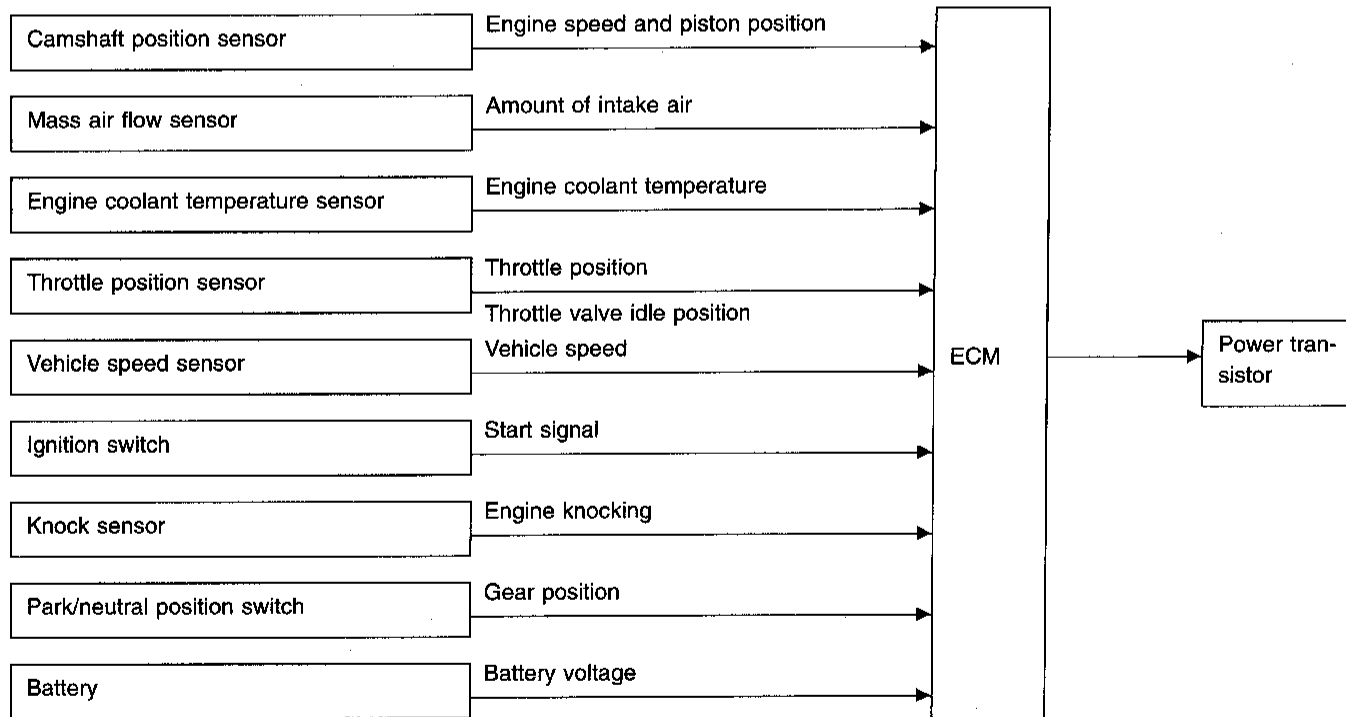 Camshaft position sensor
Engine speed and piston position
Mass air flow sensor
Amount of intake air
Engine coolant temperature sensor
Engine coolant temperature
Throttle position sensor
Throttle position
Throttle valve idle position
Vehicle speed sensor
Vehicle speed
Ignition switch
Start signal
Knock sensor
Engine knocking
Park/neutral position switch
Gear position
Battery
Battery voltage
ECM
Power tran-
sistor